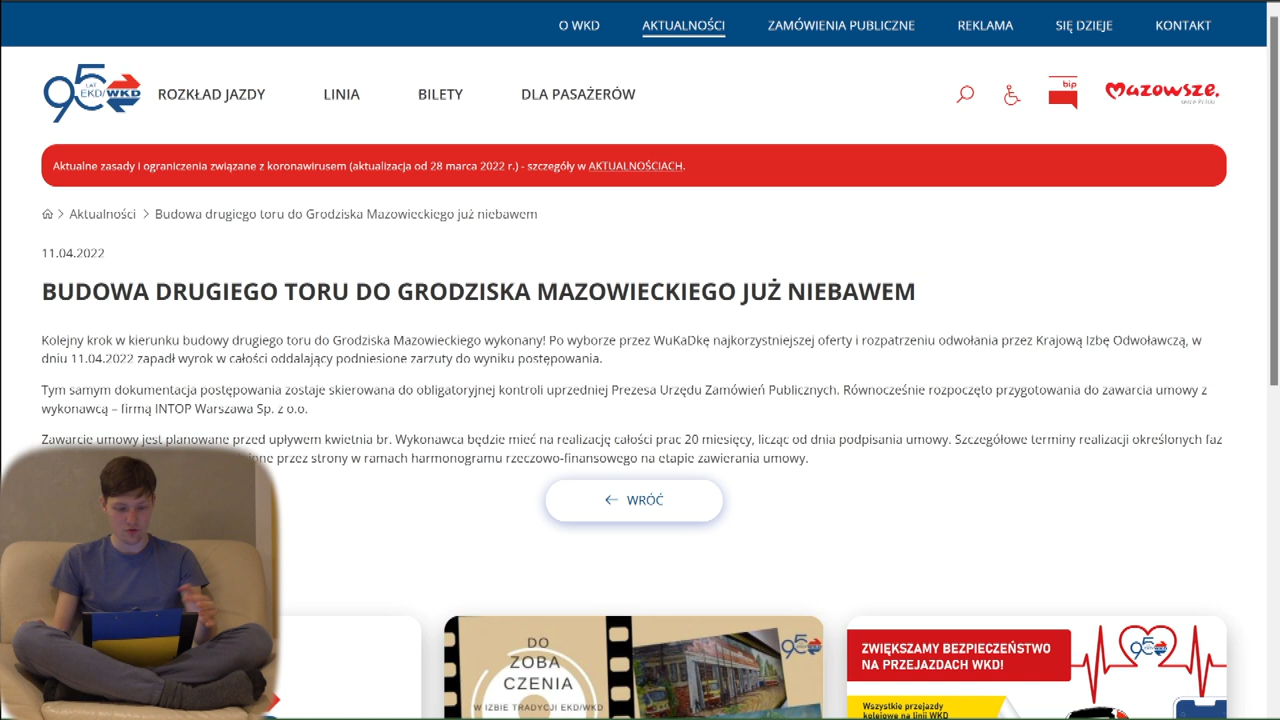 O WKD AKTUALNOŚCI ZAMÓWIENIA PUBLICZNE REKLAMA SIĘ DZIEJE KONTAKT
95 LAT EKD/WKD ROZKŁAD JAZDY LINIA BILETY DLA PASAŻERÓW bip Mazowsze. serce Polski
Aktualne zasady i ograniczenia związane z koronawirusem (aktualizacja od 28 marca 2022 r.) - szczegóły w AKTUALNOŚCIACH.
Aktualności Budowa drugiego toru do Grodziska Mazowieckiego już niebawem
11.04.2022
BUDOWA DRUGIEGO TORU DO GRODZISKA MAZOWIECKIEGO JUŻ NIEBAWEM
Kolejny krok w kierunku budowy drugiego toru do Grodziska Mazowieckiego wykonany! Po wyborze przez WuKaDkę najkorzystniejszej oferty i rozpatrzeniu odwołania przez Krajową Izbę Odwoławczą, w
dniu 11.04.2022 zapadł wyrok w całości oddalający podniesione zarzuty do wyniku postępowania.
Tym samym dokumentacja postępowania zostaje skierowana do obligatoryjnej kontroli uprzedniej Prezesa Urzędu Zamówień Publicznych. Równocześnie rozpoczęto przygotowania do zawarcia umowy z
wykonawcą – firmą INTOP Warszawa Sp. z o.o.
Zawarcie umowy jest planowane przed upływem kwietnia br. Wykonawca będzie mieć na realizację całości prac 20 miesięcy, licząc od dnia podpisania umowy. Szczegółowe terminy realizacji określonych faz
przez strony w ramach harmonogramu rzeczowo-finansowego na etapie zawierania umowy.
WRÓĆ
DO
ZOBA
CZENIA
W IZBIE TRADYCJI EKD/WKD
95
ZWIĘKSZAMY BEZPIECZEŃSTWO
NA PRZEJAZDACH WKD!
95
Wszystkie przejazdy
kolejowe na linii WKD